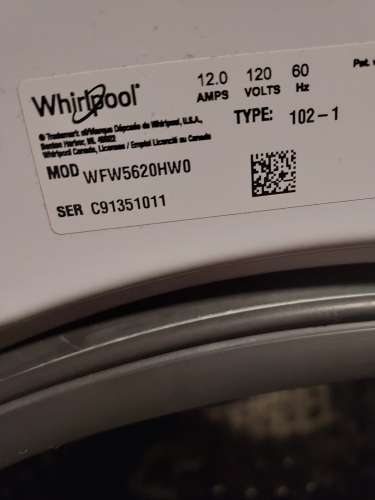 Whirlpool®
12.0 120 60
AMPS VOLTS Hz
Pat.
® Trademark of/Marque Déposée de Whirlpool, U.S.A.,
Benton Harbor, MI. 49022
Whirlpool Canada, Licensee / Emploi Licencié au Canada
TYPE: 102-1
MOD WFW5620HW0
SER C91351011